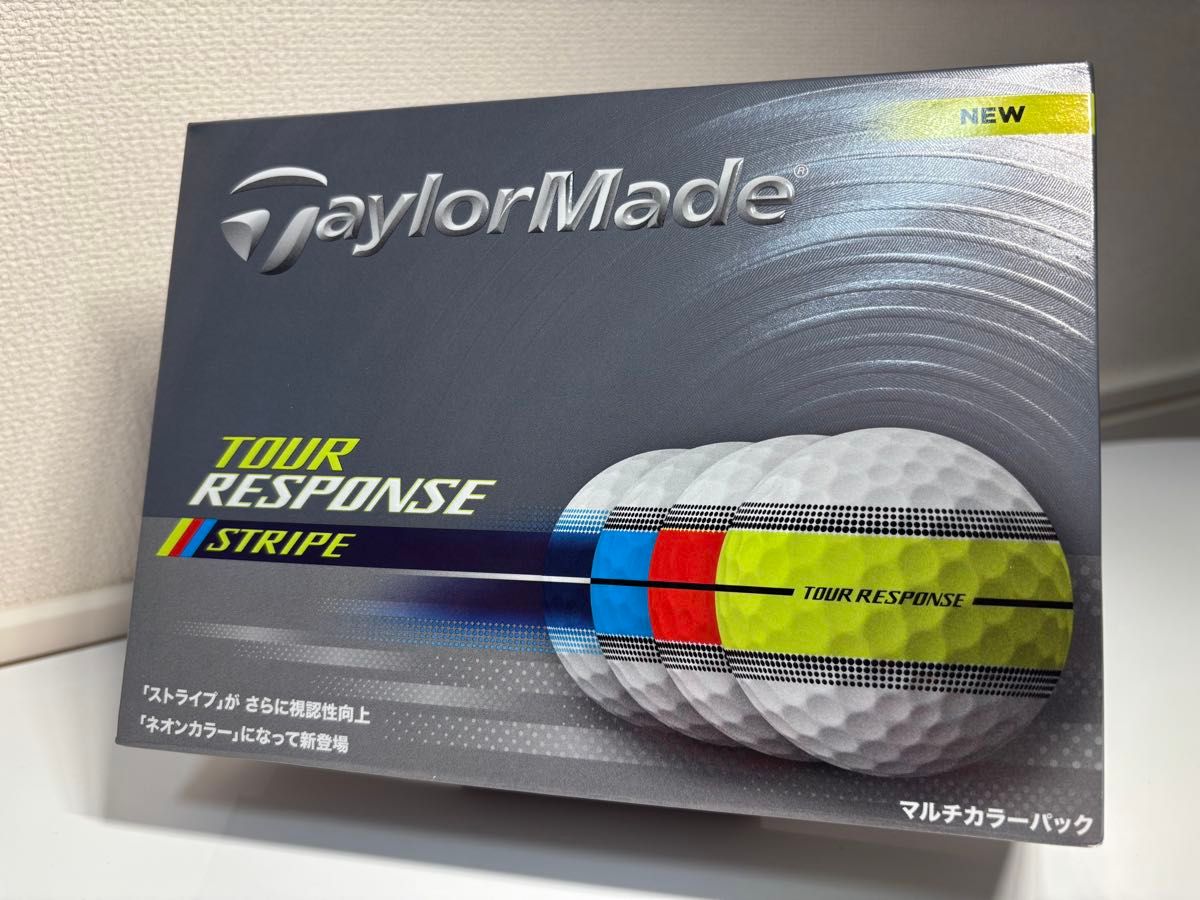 NEW
TaylorMade®
TOUR
RESPONSE
STRIPE
TOUR RESPONSE
「ストライプ」が さらに視認性向上
「ネオンカラー」になって新登場
マルチカラーパック